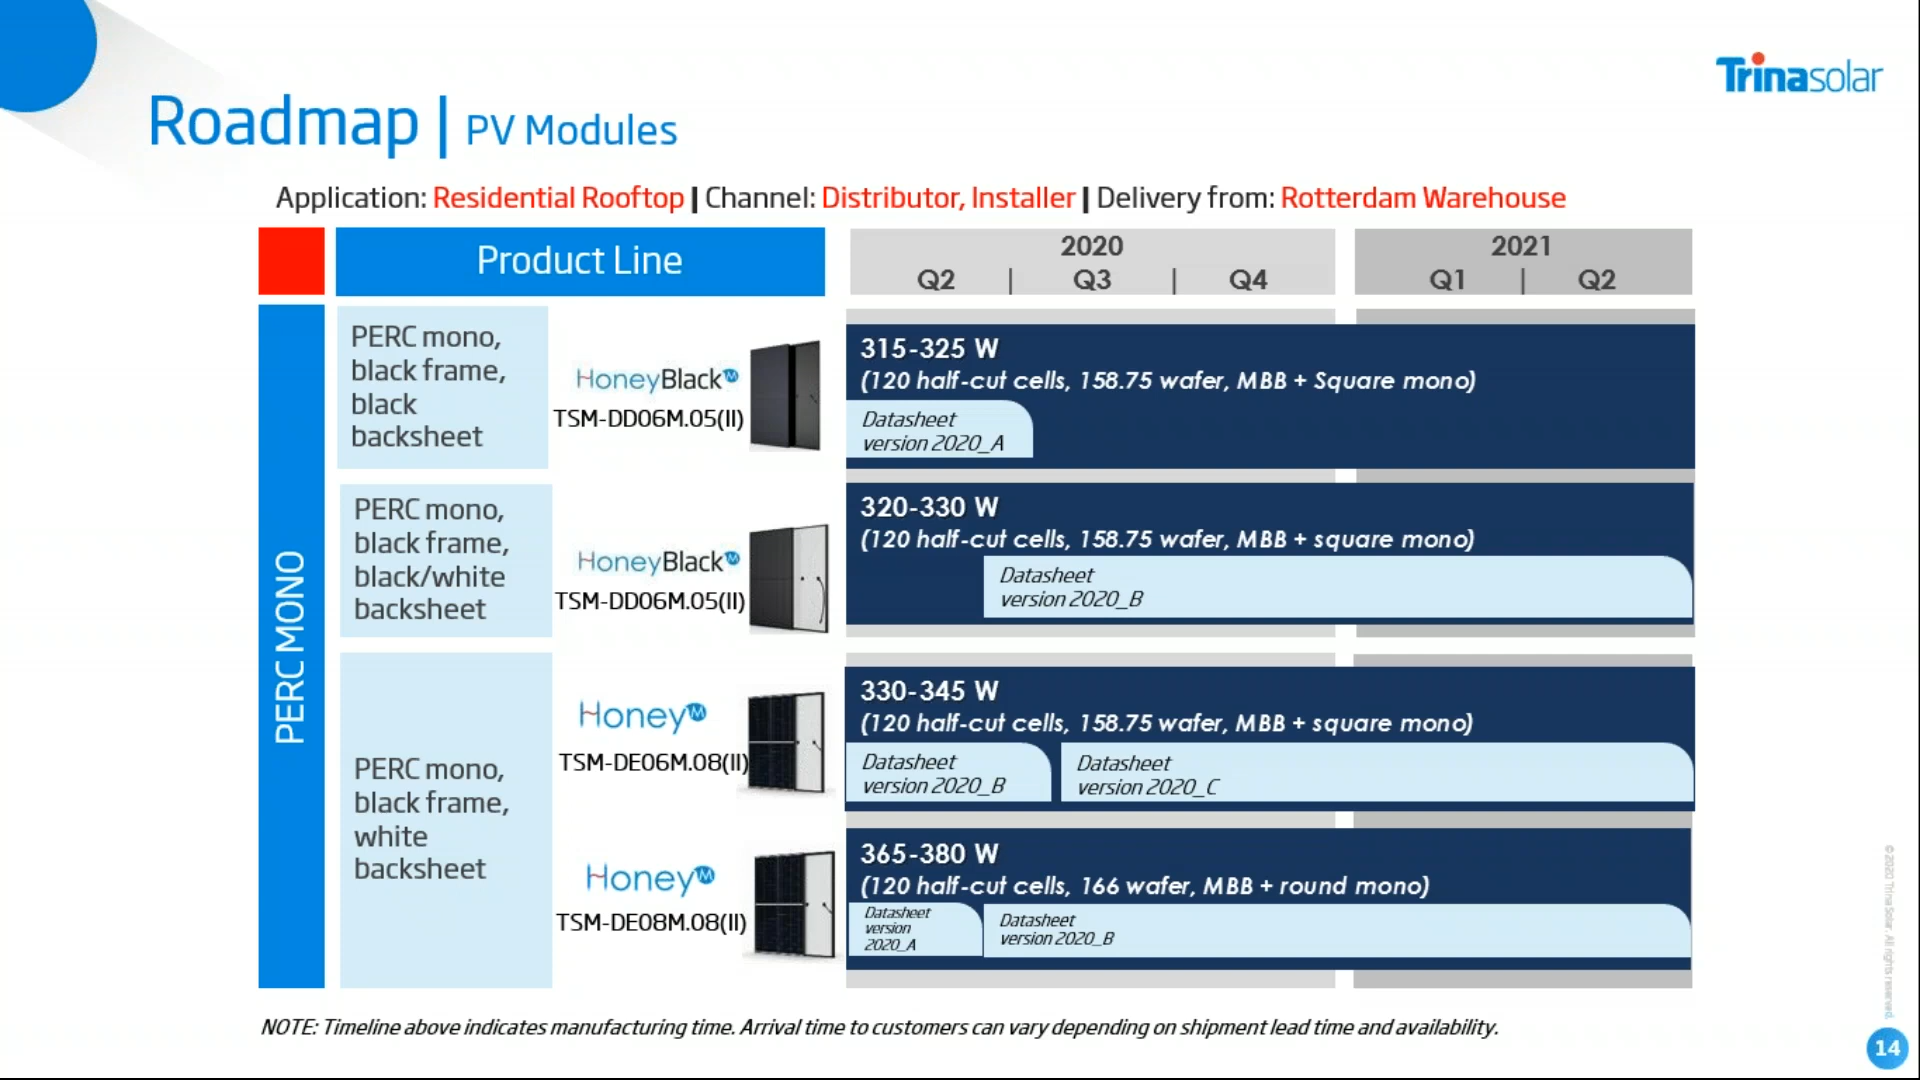 Trinasolar
Roadmap | PV Modules
Application: Residential Rooftop | Channel: Distributor, Installer | Delivery from: Rotterdam Warehouse
Product Line
2020
Q2 | Q3 | Q4
2021
Q1 | Q2
PERC MONO
PERC mono,
black frame,
black
backsheet
HoneyBlack M
TSM-DD06M.05(II)
315-325 W
(120 half-cut cells, 158.75 wafer, MBB + Square mono)
Datasheet
version 2020_A
PERC mono,
black frame,
black/white
backsheet
HoneyBlack M
TSM-DD06M.05(II)
320-330 W
(120 half-cut cells, 158.75 wafer, MBB + square mono)
Datasheet
version 2020_B
PERC mono,
black frame,
white
backsheet
Honey M
TSM-DE06M.08(II)
330-345 W
(120 half-cut cells, 158.75 wafer, MBB + square mono)
Datasheet
version 2020_B
Datasheet
version 2020_C
Honey M
TSM-DE08M.08(II)
365-380 W
(120 half-cut cells, 166 wafer, MBB + round mono)
Datasheet
version
2020_A
Datasheet
version 2020_B
NOTE: Timeline above indicates manufacturing time. Arrival time to customers can vary depending on shipment lead time and availability.
© 2020 Trina Solar. All rights reserved.
14